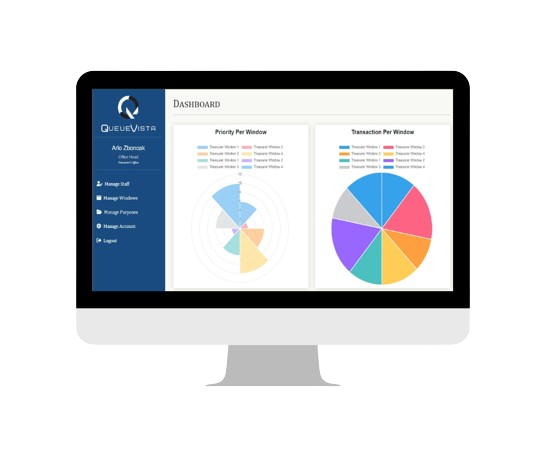 QUEUEVISTA
Arlo Zboncak
Office Head
Treasurer's Office
Manage Staff
Manage Windows
Manage Purposes
Manage Account
Logout
DASHBOARD
Priority Per Window
Treasurer Window 1 Treasurer Window 2
Treasurer Window 3 Treasurer Window 4
Treasurer Window 1 Treasurer Window 2
Treasurer Window 3 Treasurer Window 4
Transaction Per Window
Treasurer Window 1 Treasurer Window 2
Treasurer Window 3 Treasurer Window 4
Treasurer Window 1 Treasurer Window 2
Treasurer Window 3 Treasurer Window 4